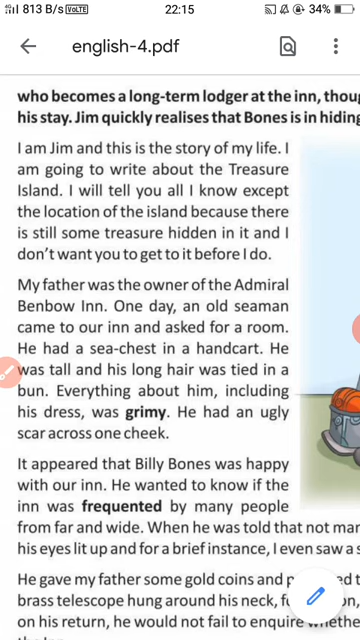 813 B/s VoLTE 22:15 34%
english-4.pdf
who becomes a long-term lodger at the inn, thou
his stay. Jim quickly realises that Bones is in hiding
I am Jim and this is the story of my life. I
am going to write about the Treasure
Island. I will tell you all I know except
the location of the island because there
is still some treasure hidden in it and I
don't want you to get to it before I do.
My father was the owner of the Admiral
Benbow Inn. One day, an old seaman
came to our inn and asked for a room.
He had a sea-chest in a handcart. He
was tall and his long hair was tied in a
bun. Everything about him, including
his dress, was grimy. He had an ugly
scar across one cheek.
It appeared that Billy Bones was happy
with our inn. He wanted to know if the
inn was frequented by many people
from far and wide. When he was told that not mar
his eyes lit up and for a brief instance, I even saw a s
He gave my father some gold coins and
brass telescope hung around his neck,
on his return, he would not fail to enquire